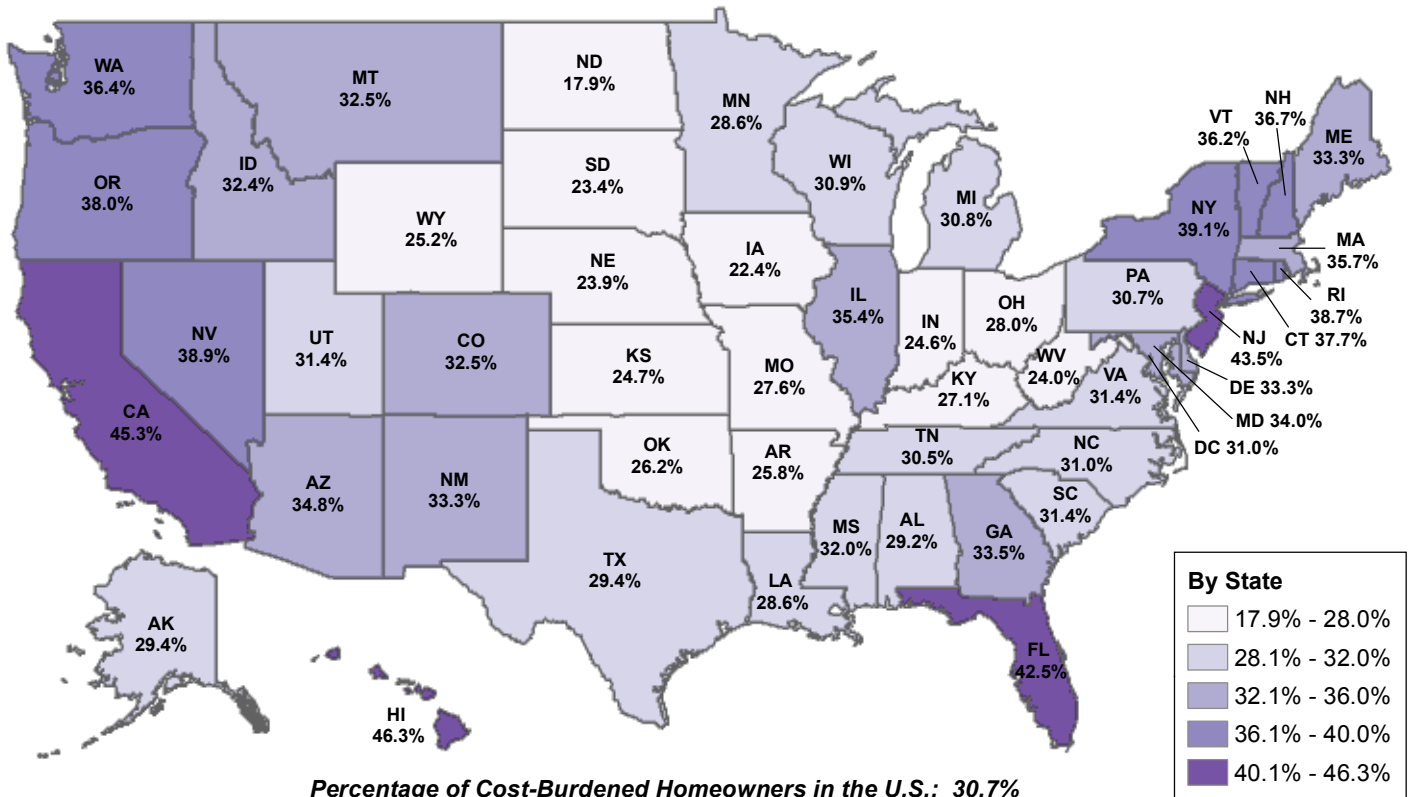 WA
36.4%
MT
32.5%
ND
17.9%
MN
28.6%
VT
36.2%
NH
36.7%
ME
33.3%
OR
38.0%
ID
32.4%
WY
25.2%
SD
23.4%
WI
30.9%
MI
30.8%
NY
39.1%
MA
35.7%
RI
38.7%
CT 37.7%
NJ
43.5%
NE
23.9%
IA
22.4%
PA
30.7%
NV
38.9%
UT
31.4%
CO
32.5%
KS
24.7%
MO
27.6%
IL
35.4%
IN
24.6%
OH
28.0%
WV
24.0%
KY
27.1%
VA
31.4%
DE 33.3%
MD 34.0%
DC 31.0%
CA
45.3%
AZ
34.8%
NM
33.3%
OK
26.2%
AR
25.8%
TN
30.5%
NC
31.0%
SC
31.4%
TX
29.4%
LA
28.6%
MS
32.0%
AL
29.2%
GA
33.5%
FL
42.5%
AK
29.4%
HI
46.3%
By State
17.9% - 28.0%
28.1% - 32.0%
32.1% - 36.0%
36.1% - 40.0%
40.1% - 46.3%
Percentage of Cost-Burdened Homeowners in the U.S.: 30.7%